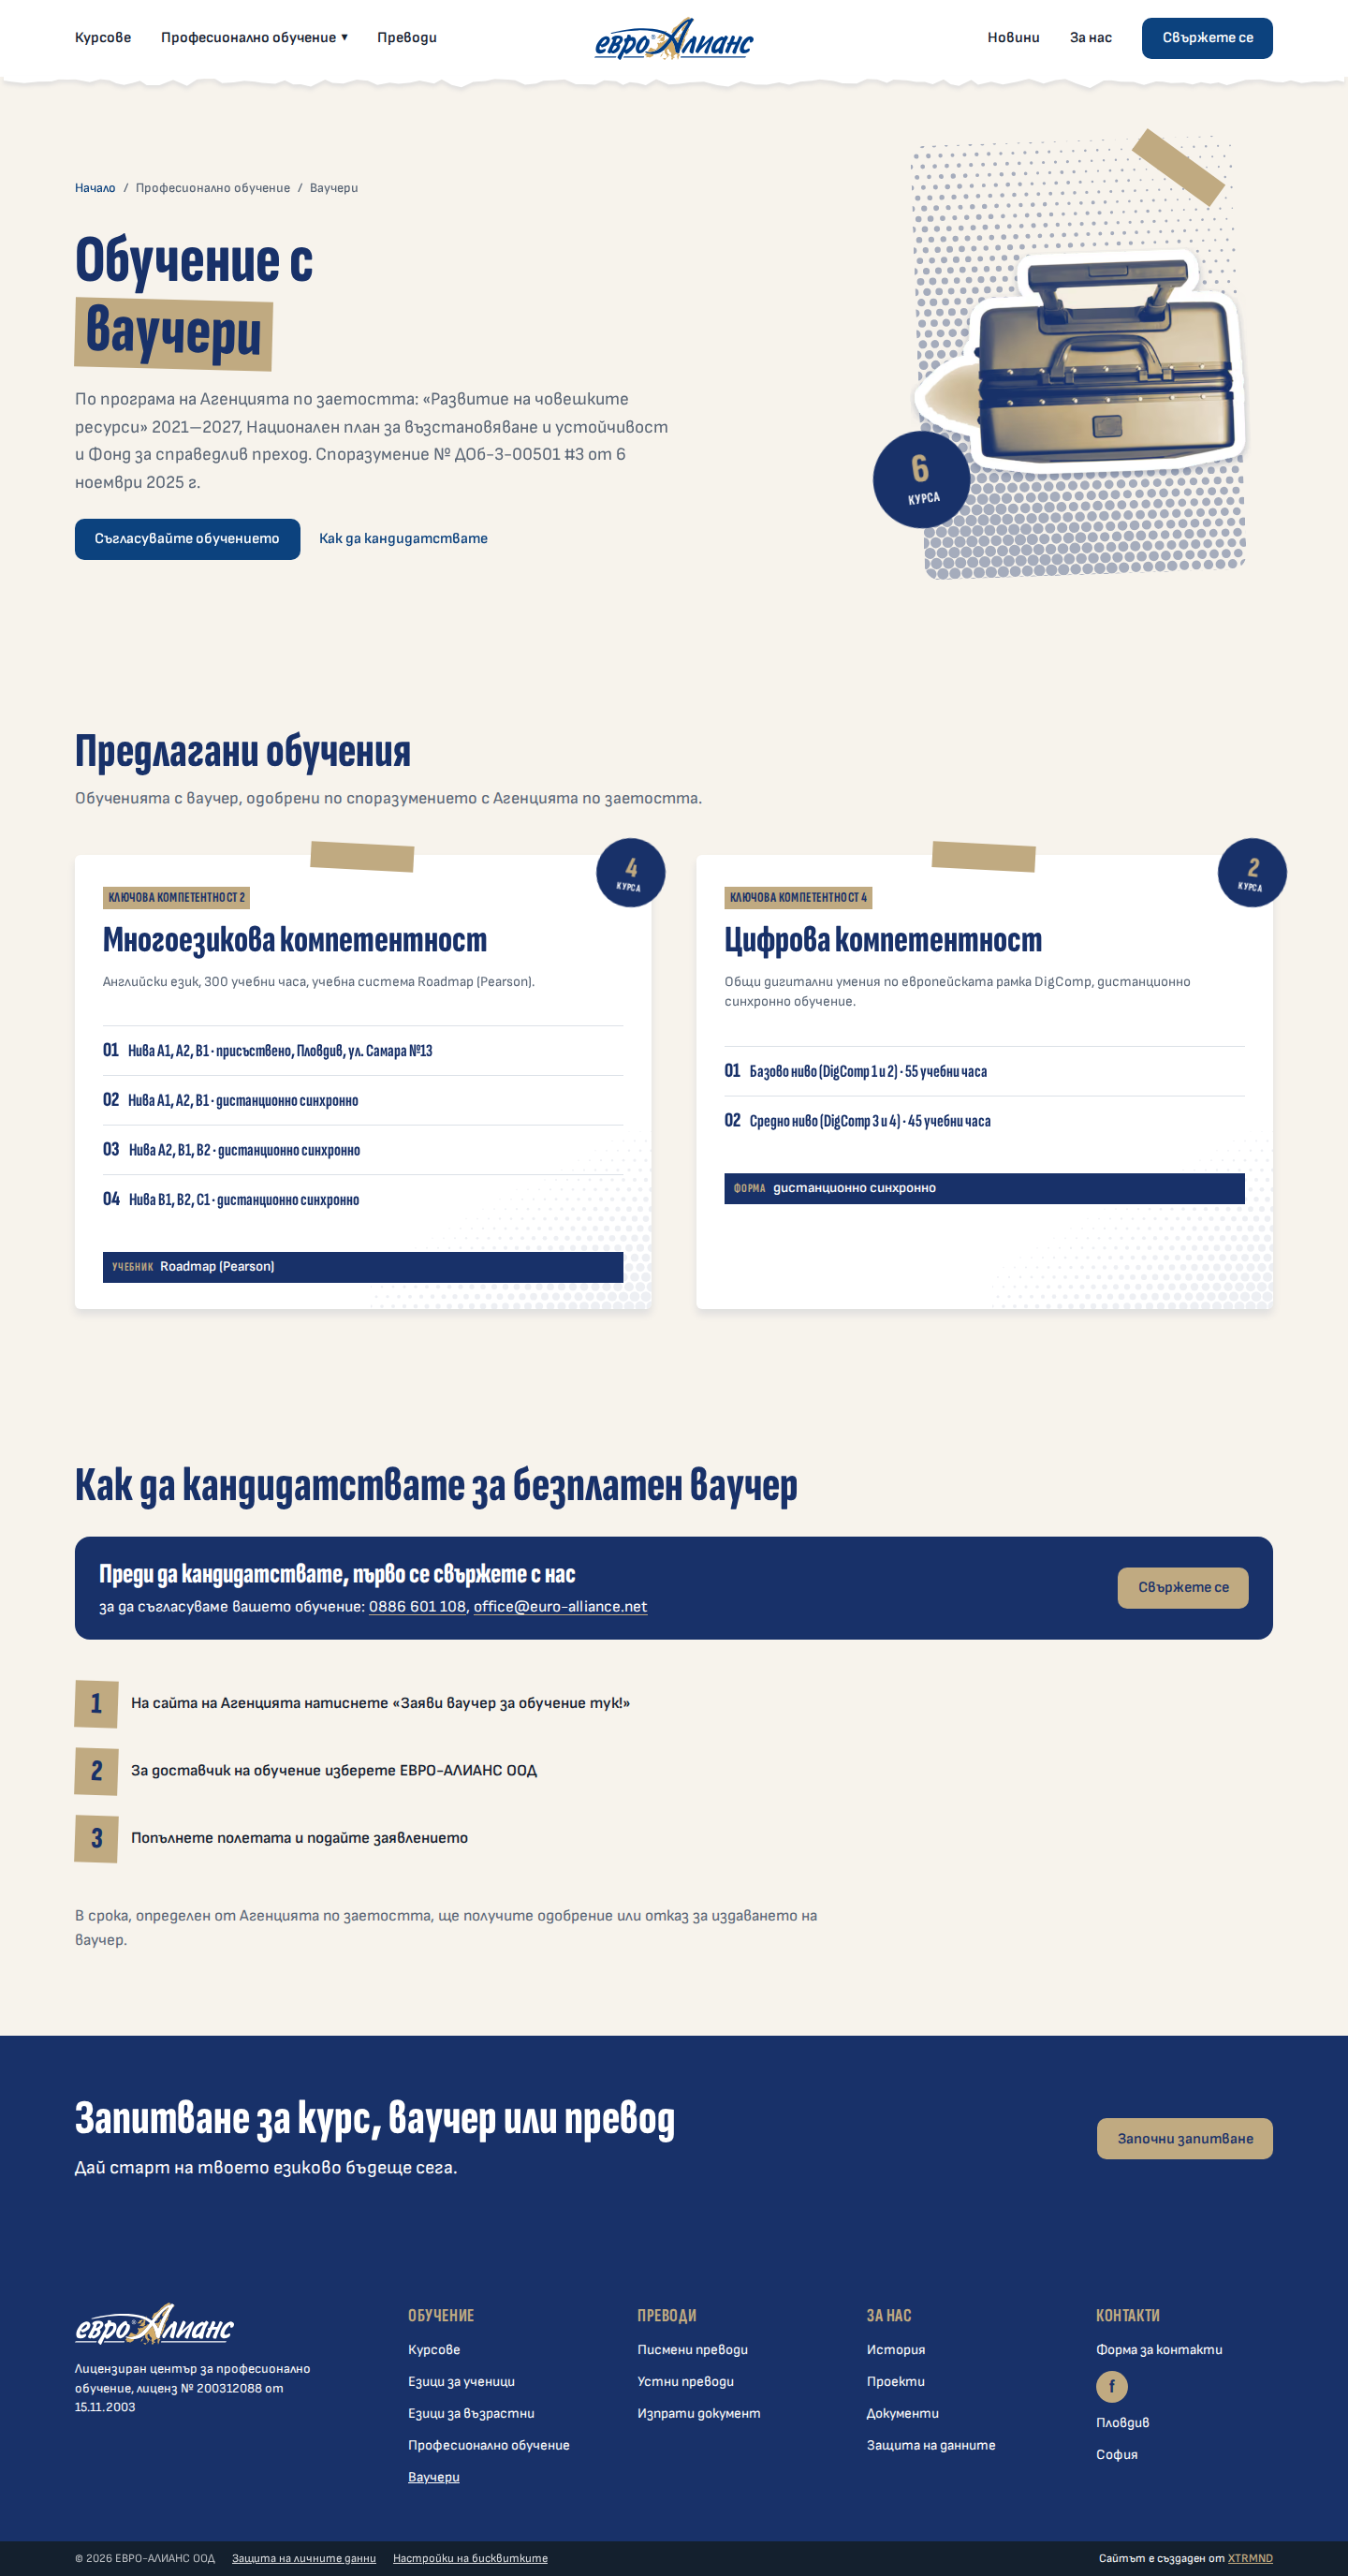 Курсове
Професионално обучение ▾
Преводи
евро Алианс
Новини
За нас
Свържете се
Начало / Професионално обучение / Ваучери
Обучение с
ваучери
По програма на Агенцията по заетостта: «Развитие на човешките
ресурси» 2021–2027, Национален план за възстановяване и устойчивост
и Фонд за справедлив преход. Споразумение № ДОб-3-00501 #3 от 6
ноември 2025 г.
Съгласувайте обучението
Как да кандидатствате
6
КУРСА
Предлагани обучения
Обученията с ваучер, одобрени по споразумението с Агенцията по заетостта.
4
КУРСА
КЛЮЧОВА КОМПЕТЕНТНОСТ 2
Многоезикова компетентност
Английски език, 300 учебни часа, учебна система Roadmap (Pearson).
01 Нива A1, A2, B1 · присъствено, Пловдив, ул. Самара №13
02 Нива A1, A2, B1 · дистанционно синхронно
03 Нива A2, B1, B2 · дистанционно синхронно
04 Нива B1, B2, C1 · дистанционно синхронно
УЧЕБНИК Roadmap (Pearson)
2
КУРСА
КЛЮЧОВА КОМПЕТЕНТНОСТ 4
Цифрова компетентност
Общи дигитални умения по европейската рамка DigComp, дистанционно
синхронно обучение.
01 Базово ниво (DigComp 1 и 2) · 55 учебни часа
02 Средно ниво (DigComp 3 и 4) · 45 учебни часа
ФОРМА дистанционно синхронно
Как да кандидатствате за безплатен ваучер
Преди да кандидатствате, първо се свържете с нас
за да съгласуваме вашето обучение: 0886 601 108, office@euro-alliance.net
Свържете се
1 На сайта на Агенцията натиснете «Заяви ваучер за обучение тук!»
2 За доставчик на обучение изберете ЕВРО-АЛИАНС ООД
3 Попълнете полетата и подайте заявлението
В срока, определен от Агенцията по заетостта, ще получите одобрение или отказ за издаването на
ваучер.
Запитване за курс, ваучер или превод
Дай старт на твоето езиково бъдеще сега.
Започни запитване
евро Алианс
Лицензиран център за професионално
обучение, лиценз № 200312088 от
15.11.2003
ОБУЧЕНИЕ
Курсове
Езици за ученици
Езици за възрастни
Професионално обучение
Ваучери
ПРЕВОДИ
Писмени преводи
Устни преводи
Изпрати документ
ЗА НАС
История
Проекти
Документи
Защита на данните
КОНТАКТИ
Форма за контакти
f
Пловдив
София
© 2026 ЕВРО-АЛИАНС ООД
Защита на личните данни
Настройки на бисквитките
Сайтът е създаден от XTRMND